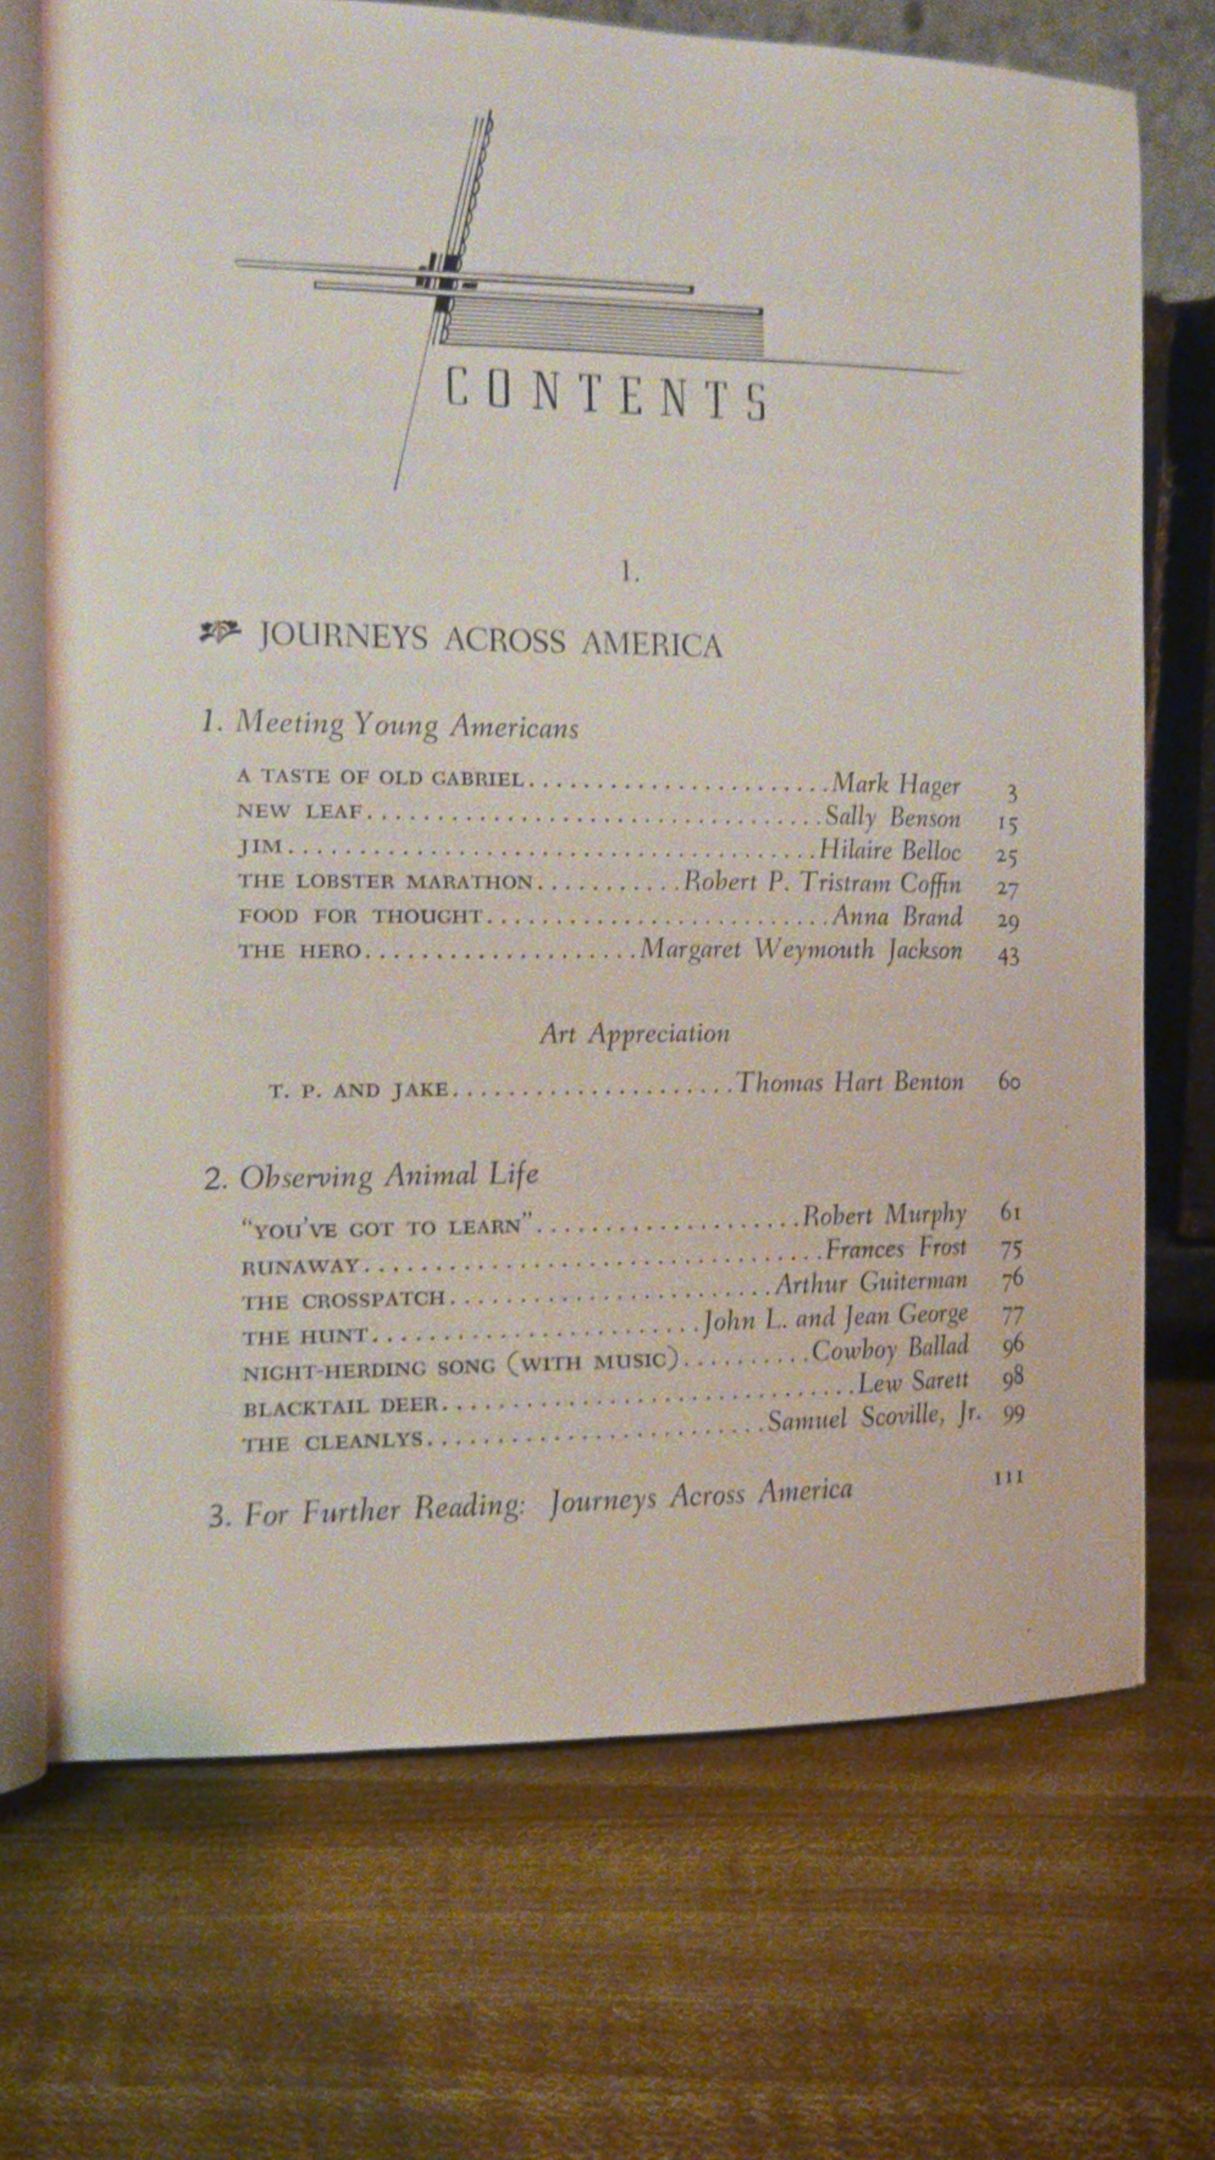 CONTENTS
1.
JOURNEYS ACROSS AMERICA
1. Meeting Young Americans
A TASTE OF OLD GABRIEL........................Mark Hager 3
NEW LEAF.................................Sally Benson 15
JIM......................................Hilaire Belloc 25
THE LOBSTER MARATHON...........Robert P. Tristram Coffin 27
FOOD FOR THOUGHT.........................Anna Brand 29
THE HERO....................Margaret Weymouth Jackson 43
Art Appreciation
T. P. AND JAKE......................Thomas Hart Benton 60
2. Observing Animal Life
"YOU'VE GOT TO LEARN"...................Robert Murphy 61
RUNAWAY.................................Frances Frost 75
THE CROSSPATCH........................Arthur Guiterman 76
THE HUNT........................John L. and Jean George 77
NIGHT-HERDING SONG (WITH MUSIC).........Cowboy Ballad 96
BLACKTAIL DEER..............................Lew Sarett 98
THE CLEANLYS.........................Samuel Scoville, Jr. 99
3. For Further Reading: Journeys Across America 111